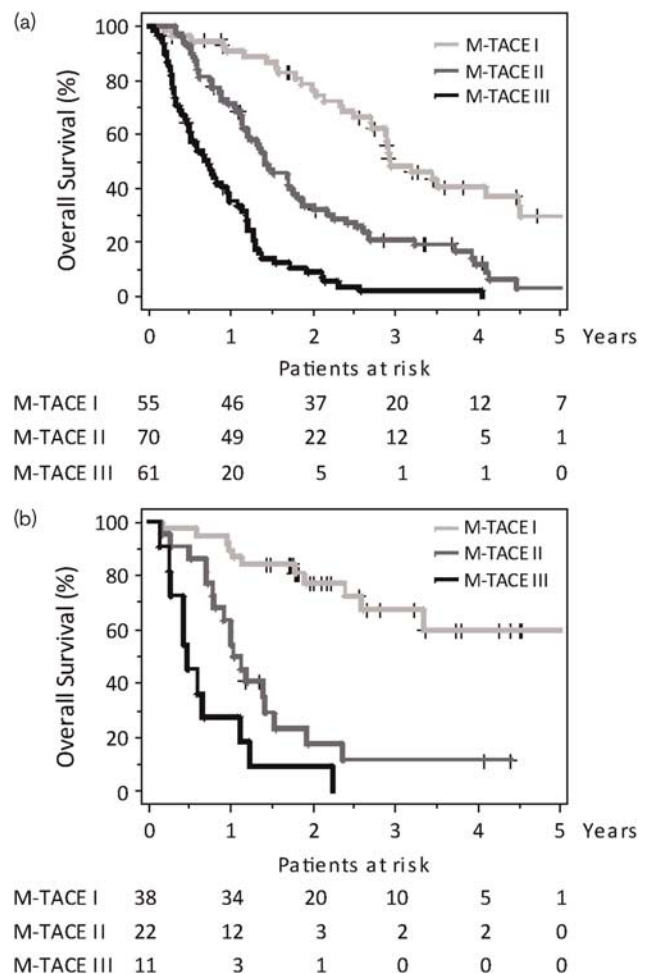 (a)
100
80
60
40
20
0
Overall Survival (%)
M-TACE I
M-TACE II
M-TACE III
0 1 2 3 4 5 Years
Patients at risk
M-TACE I 55 46 37 20 12 7
M-TACE II 70 49 22 12 5 1
M-TACE III 61 20 5 1 1 0
(b)
100
80
60
40
20
0
Overall Survival (%)
M-TACE I
M-TACE II
M-TACE III
0 1 2 3 4 5 Years
Patients at risk
M-TACE I 38 34 20 10 5 1
M-TACE II 22 12 3 2 2 0
M-TACE III 11 3 1 0 0 0